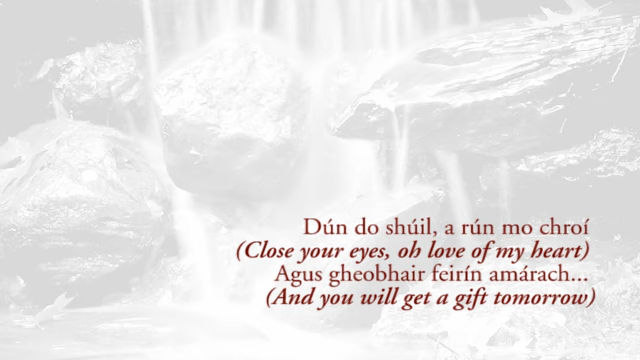 Dún do shúil, a rún mo chroí
(Close your eyes, oh love of my heart)
Agus gheobhair feirín amárach...
(And you will get a gift tomorrow)